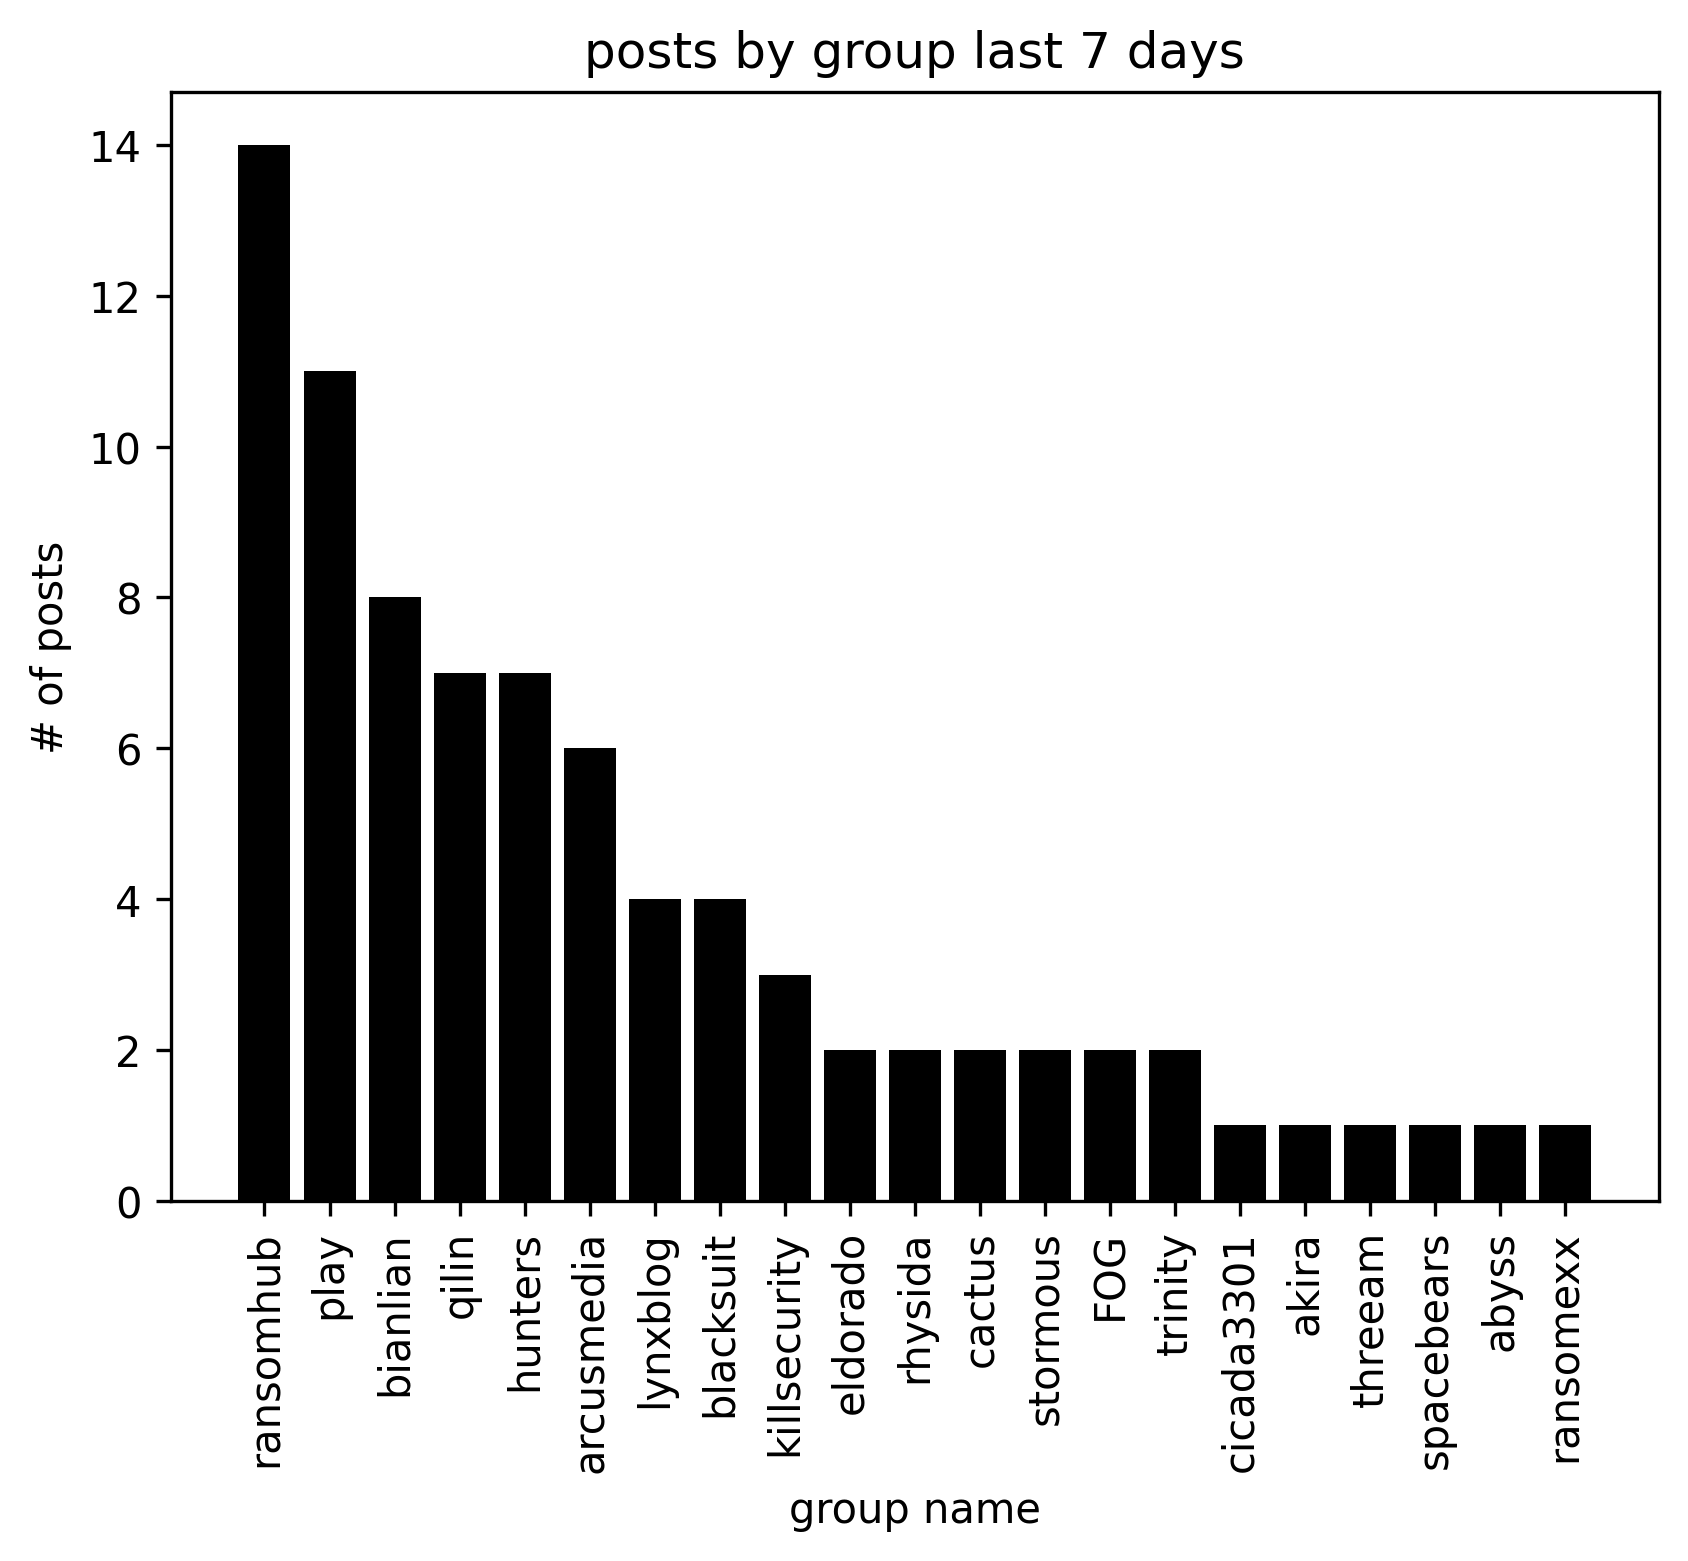 posts by group last 7 days
14
12
10
8
6
4
2
0
# of posts
ransomhub
play
bianlian
qilin
hunters
arcusmedia
lynxblog
blacksuit
killsecurity
eldorado
rhysida
cactus
stormous
FOG
trinity
cicada3301
akira
threeam
spacebears
abyss
ransomexx
group name